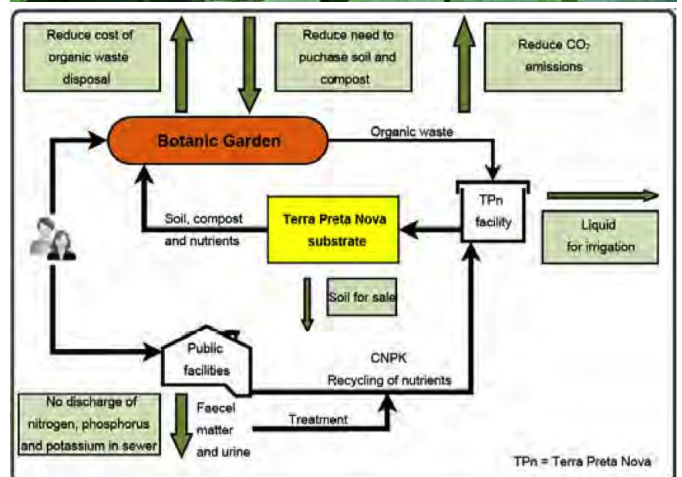 Reduce cost of
organic waste
disposal
Reduce need to
puchase soil and
compost
Reduce CO₂
emissions
Botanic Garden
Organic waste
TPn
facility
Soil, compost
and nutrients
Terra Preta Nova
substrate
Liquid
for irrigation
Soil for sale
Public
facilities
CNPK
Recycling of nutrients
No discharge of
nitrogen, phosphorus
and potassium in sewer
Faecel
matter
and urine
Treatment
TPn = Terra Preta Nova